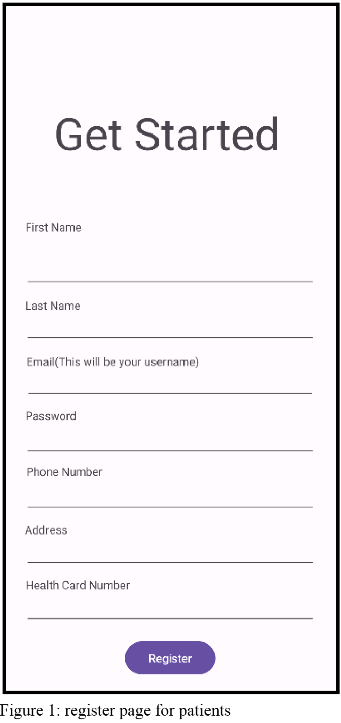 Get Started
First Name
Last Name
Email(This will be your username)
Password
Phone Number
Address
Health Card Number
Register
Figure 1: register page for patients